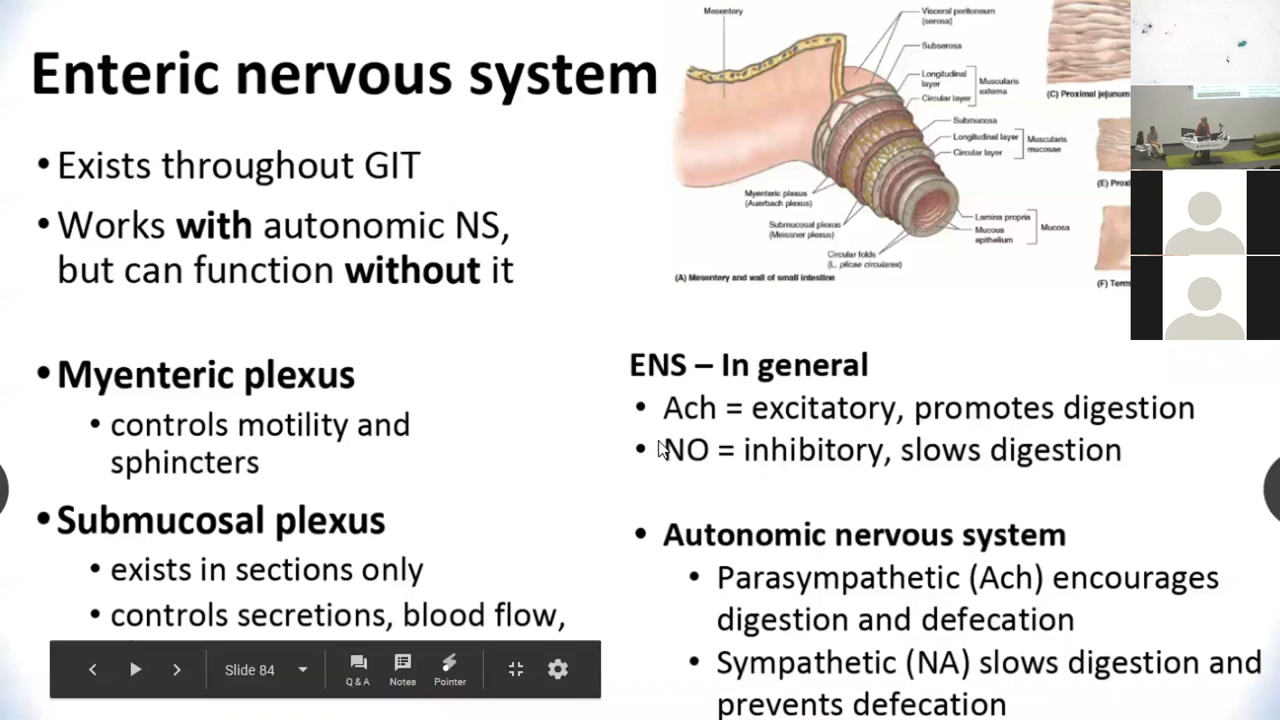 Enteric nervous system
• Exists throughout GIT
• Works with autonomic NS,
but can function without it
• Myenteric plexus
• controls motility and
sphincters
• Submucosal plexus
• exists in sections only
• controls secretions, blood flow,
Mesentery
Visceral peritoneum
(serosa)
Subserosa
Longitudinal
layer
Circular layer
Muscularis
externa
Submucosa
Longitudinal layer
Circular layer
Muscularis
mucosae
Myenteric plexus
(Auerbach plexus)
Submucosal plexus
(Meissner plexus)
Circular folds
(L. plicae circulares)
Lamina propria
Mucous
epithelium
Mucosa
(A) Mesentery and wall of small intestine
(C) Proximal jejunum
(E) Proxi
(F) Term
ENS – In general
• Ach = excitatory, promotes digestion
• NO = inhibitory, slows digestion
• Autonomic nervous system
• Parasympathetic (Ach) encourages
digestion and defecation
• Sympathetic (NA) slows digestion and
prevents defecation
Slide 84
Q & A
Notes
Pointer